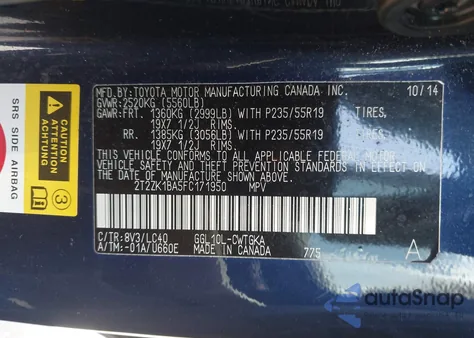 MFD. BY:TOYOTA MOTOR MANUFACTURING CANADA INC. 10/14
GVWR:2520KG (5560LB)
GAWR:FRT. 1360KG (2999LB) WITH P235/55R19 TIRES,
19X7 1/2J RIMS.
RR. 1385KG (3056LB) WITH P235/55R19 TIRES,
19X7 1/2J RIMS.
THIS VEHICLE CONFORMS TO ALL APPLICABLE FEDERAL MOTOR
VEHICLE SAFETY AND THEFT PREVENTION STANDARDS IN EFFECT ON
THE DATE OF MANUFACTURE SHOWN ABOVE.
2T2ZK1BA5FC171950 MPV
C/TR: 8V3/LC40 GGL10L-CWTGKA
A/TM: -01A/U660E MADE IN CANADA 775 A
SRS SIDE AIRBAG
CAUTION
ATTENTION
ACHTUNG
autoSnap